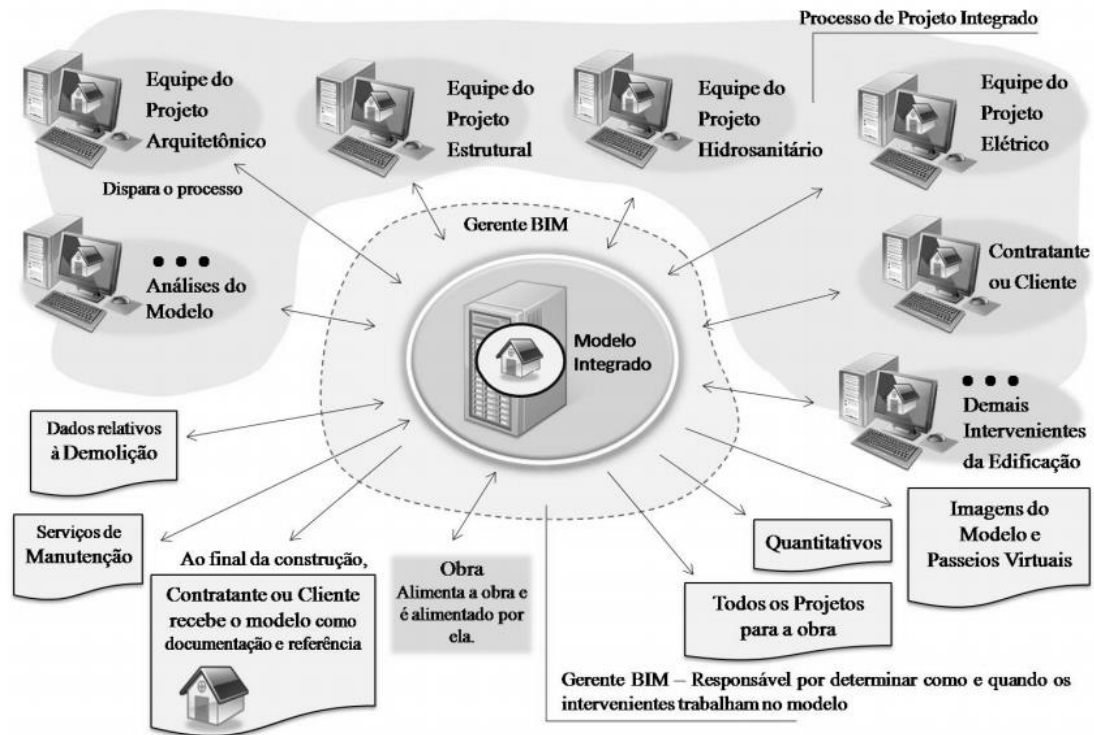 Processo de Projeto Integrado
Equipe do
Projeto
Arquitetônico
Equipe do
Projeto
Estrutural
Equipe do
Projeto
Hidrosanitário
Equipe do
Projeto
Elétrico
Dispara o processo
Gerente BIM
Análises do
Modelo
Contratante
ou Cliente
Modelo
Integrado
Demais
Intervenientes
da Edificação
Dados relativos
à Demolição
Serviços de
Manutenção
Ao final da construção,
Contratante ou Cliente
recebe o modelo como
documentação e referência
Obra
Alimenta a obra e
é alimentado por
ela.
Todos os Projetos
para a obra
Quantitativos
Imagens do
Modelo e
Passeios Virtuais
Gerente BIM – Responsável por determinar como e quando os
intervenientes trabalham no modelo